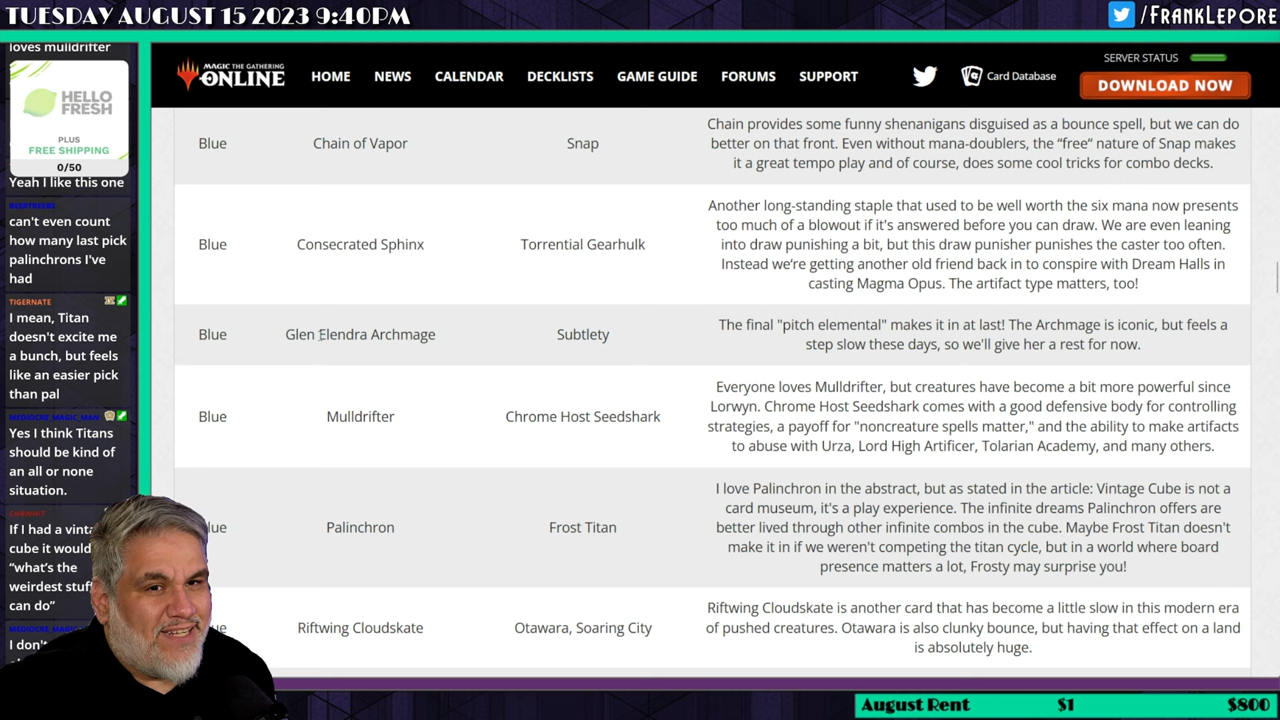 TUESDAY AUGUST 15 2023 9:40PM
/FRANKLEPORE
loves mulldrifter
HELLO
FRESH
PLUS
FREE SHIPPING
0/50
Yeah I like this one
can't even count
how many last pick
palinchrons I've
had
TIGERNATE
I mean, Titan
doesn't excite me
a bunch, but feels
like an easier pick
than pal
MEDIOCRE_MAGIC_MAN
Yes I think Titans
should be kind of
an all or none
situation.
If I had a
cube it would
"what's the
weirdest
can do"
MAGIC THE GATHERING
ONLINE
HOME
NEWS
CALENDAR
DECKLISTS
GAME GUIDE
FORUMS
SUPPORT
Card Database
SERVER STATUS
DOWNLOAD NOW
Blue
Chain of Vapor
Snap
Chain provides some funny shenanigans disguised as a bounce spell, but we can do
better on that front. Even without mana-doublers, the "free" nature of Snap makes
it a great tempo play and of course, does some cool tricks for combo decks.
Blue
Consecrated Sphinx
Torrential Gearhulk
Another long-standing staple that used to be well worth the six mana now presents
too much of a blowout if it's answered before you can draw. We are even leaning
into draw punishing a bit, but this draw punisher punishes the caster too often.
Instead we're getting another old friend back in to conspire with Dream Halls in
casting Magma Opus. The artifact type matters, too!
Blue
Glen Elendra Archmage
Subtlety
The final "pitch elemental" makes it in at last! The Archmage is iconic, but feels a
step slow these days, so we'll give her a rest for now.
Blue
Mulldrifter
Chrome Host Seedshark
Everyone loves Mulldrifter, but creatures have become a bit more powerful since
Lorwyn. Chrome Host Seedshark comes with a good defensive body for controlling
strategies, a payoff for "noncreature spells matter," and the ability to make artifacts
to abuse with Urza, Lord High Artificer, Tolarian Academy, and many others.
Palinchron
Frost Titan
I love Palinchron in the abstract, but as stated in the article: Vintage Cube is not a
card museum, it's a play experience. The infinite dreams Palinchron offers are
better lived through other infinite combos in the cube. Maybe Frost Titan doesn't
make it in if we weren't competing the titan cycle, but in a world where board
presence matters a lot, Frosty may surprise you!
Riftwing Cloudskate
Otawara, Soaring City
Riftwing Cloudskate is another card that has become a little slow in this modern era
of pushed creatures. Otawara is also clunky bounce, but having that effect on a land
is absolutely huge.
August Rent
$1
$800